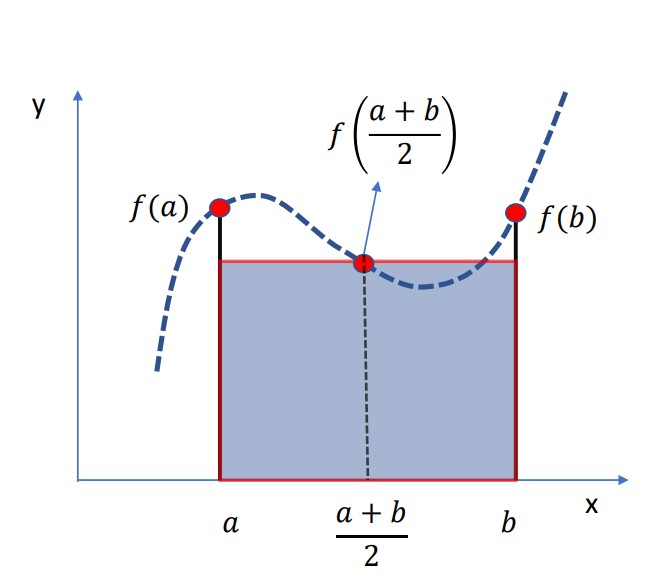 y
f(a + b / 2)
f(a)
f(b)
x
a
a + b / 2
b